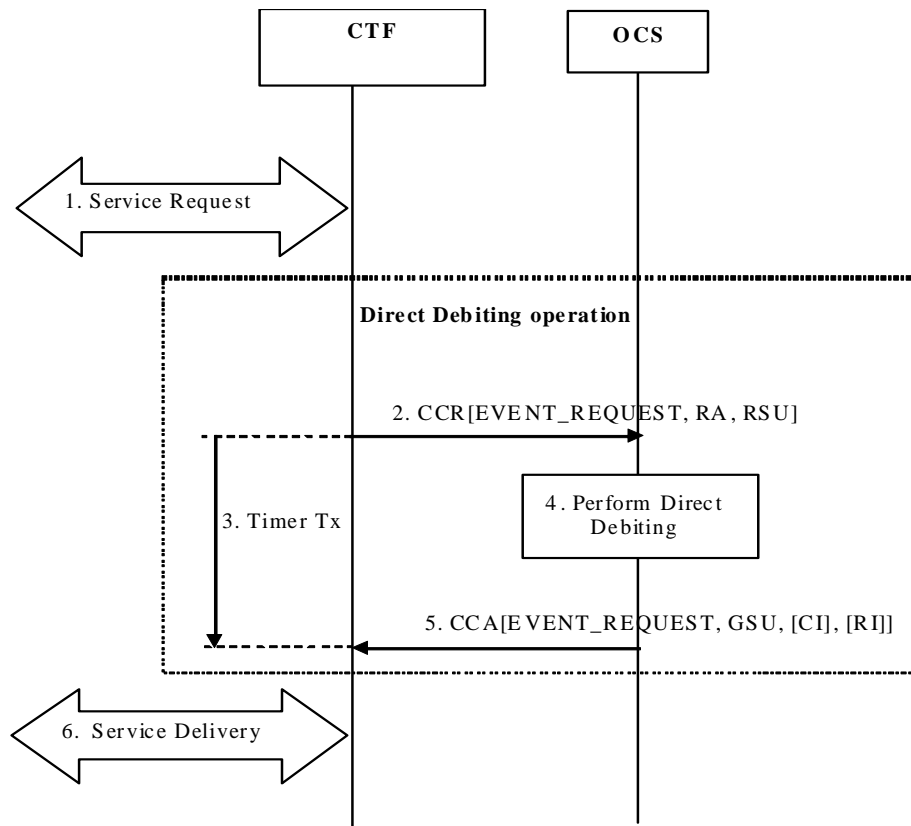 CTF
OCS
1. Service Request
Direct Debiting operation
2. CCR[EVENT_REQUEST, RA, RSU]
3. Timer Tx
4. Perform Direct
Debiting
5. CCA[EVENT_REQUEST, GSU, [CI], [RI]]
6. Service Delivery